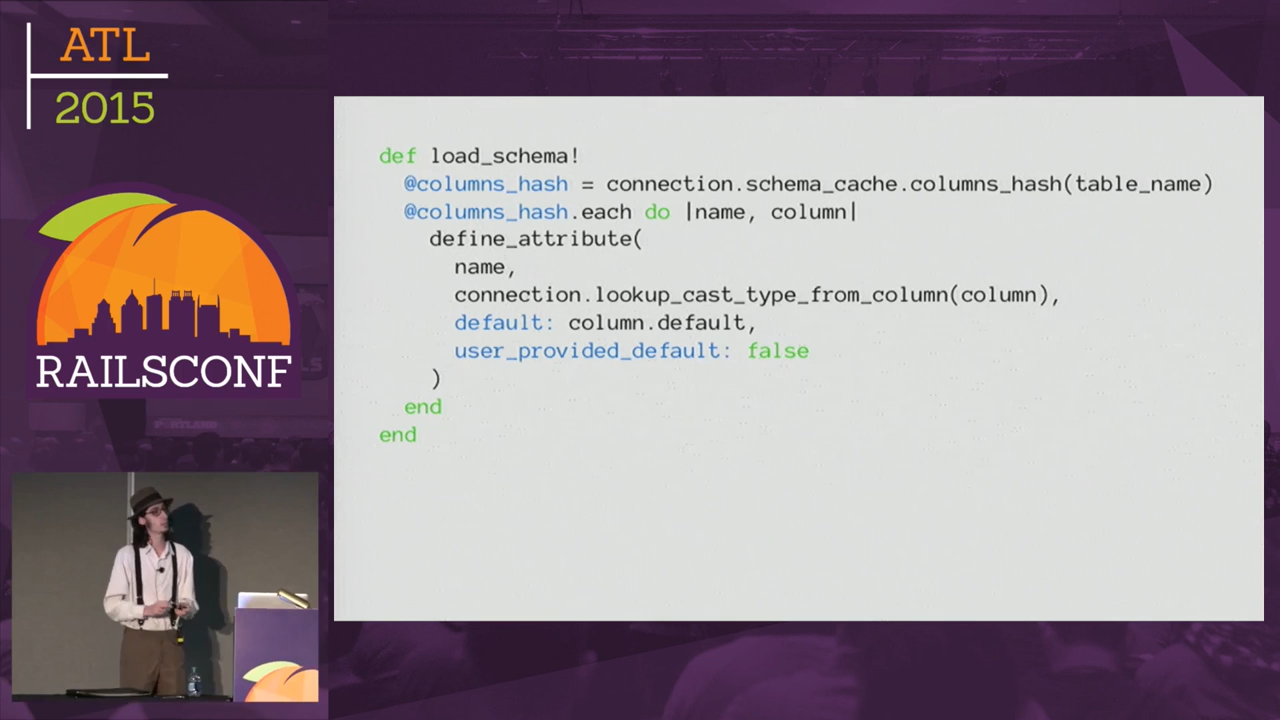 ATL
2015
RAILSCONF
def load_schema!
  @columns_hash = connection.schema_cache.columns_hash(table_name)
  @columns_hash.each do |name, column|
    define_attribute(
      name,
      connection.lookup_cast_type_from_column(column),
      default: column.default,
      user_provided_default: false
    )
  end
end
PORTLAND